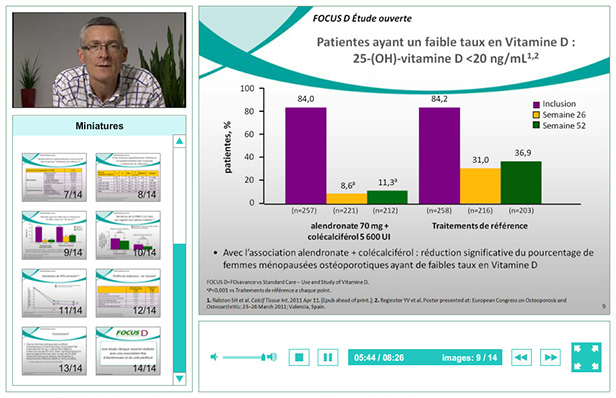 FOCUS D Étude ouverte
Patientes ayant un faible taux en Vitamine D :
25-(OH)-vitamine D <20 ng/mL1,2
patientes, %
100
80
60
40
20
0
84,0
8,6a
11,3a
84,2
31,0
36,9
Inclusion
Semaine 26
Semaine 52
(n=257) (n=221) (n=212) (n=258) (n=216) (n=203)
alendronate 70 mg +
colécalciférol 5 600 UI
Traitements de référence
• Avec l'association alendronate + colécalciférol : réduction significative du pourcentage de
femmes ménopausées ostéoporotiques ayant de faibles taux en Vitamine D
FOCUS D=FOsavance vs Standard Care – Use and Study of Vitamine D.
aP<0,001 vs Traitements de référence a chaque point.
1. Ralston SH et al. Calcif Tissue Int. 2011 Apr 11. [Epub ahead of print.]; 2. Reginster YV et al. Poster presented at: European Congress on Osteoporosis and
Osteoarthritis; 23–26 March 2011; Valencia, Spain.
9
Miniatures
7/14
8/14
9/14
10/14
11/14
12/14
13/14
FOCUS D
14/14
05:44 / 08:26
images: 9 / 14